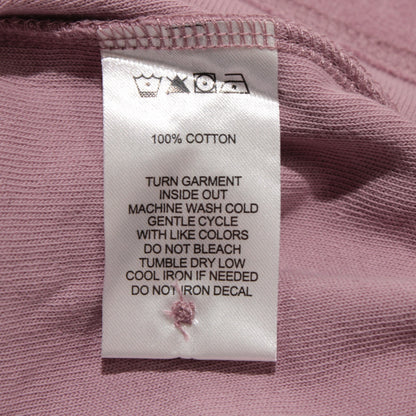 100% COTTON
TURN GARMENT
INSIDE OUT
MACHINE WASH COLD
GENTLE CYCLE
WITH LIKE COLORS
DO NOT BLEACH
TUMBLE DRY LOW
COOL IRON IF NEEDED
DO NOT IRON DECAL